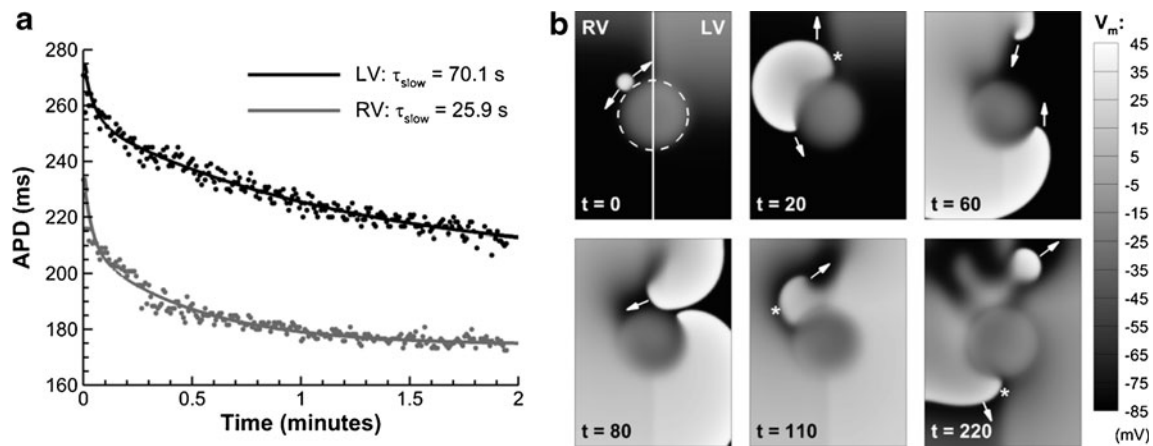 a
280
260
240
220
200
180
160
APD (ms)
0
0.5
1
1.5
2
Time (minutes)
LV: τslow = 70.1 s
RV: τslow = 25.9 s
b
RV
LV
t = 0
*
t = 20
t = 60
t = 80
*
t = 110
*
t = 220
Vm:
45
35
25
15
5
-5
-15
-25
-35
-45
-55
-65
-75
-85
(mV)